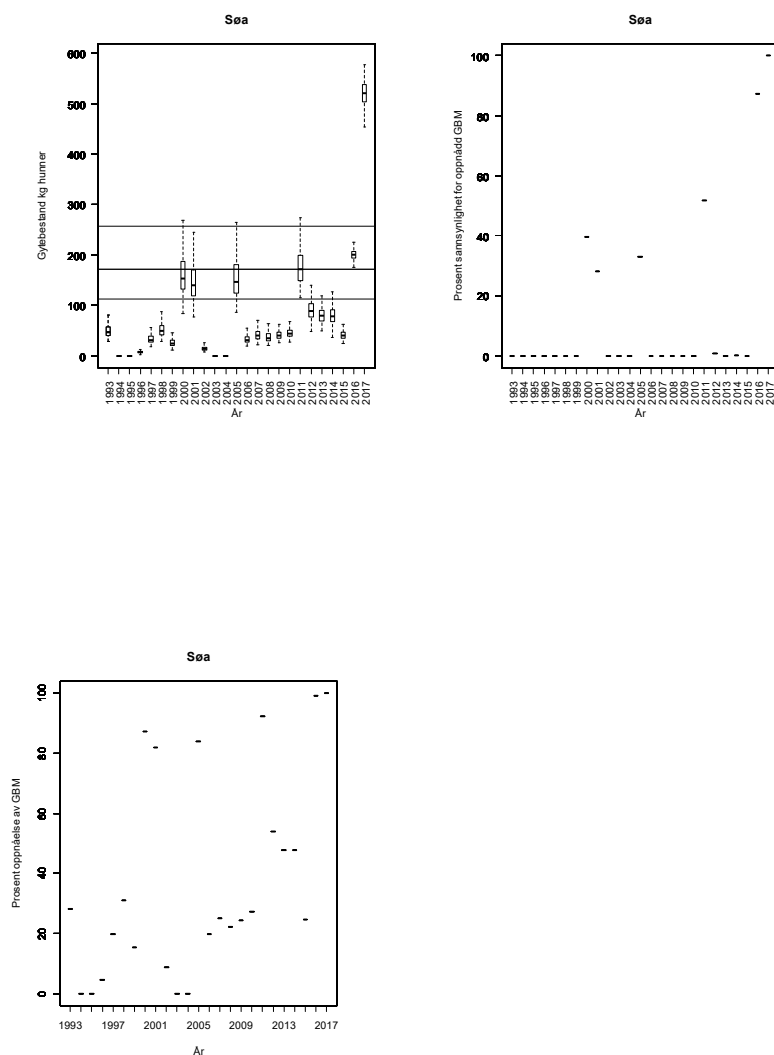 Søa
Gytebestand kg hunner
600
500
400
300
200
100
0
1993 1994 1995 1996 1997 1998 1999 2000 2001 2002 2003 2004 2005 2006 2007 2008 2009 2010 2011 2012 2013 2014 2015 2016 2017
År
Søa
Prosent sannsynlighet for oppnådd GBM
100
80
60
40
20
0
1993 1994 1995 1996 1997 1998 1999 2000 2001 2002 2003 2004 2005 2006 2007 2008 2009 2010 2011 2012 2013 2014 2015 2016 2017
År
Søa
Prosent oppnåelse av GBM
100
80
60
40
20
0
1993 1997 2001 2005 2009 2013 2017
År